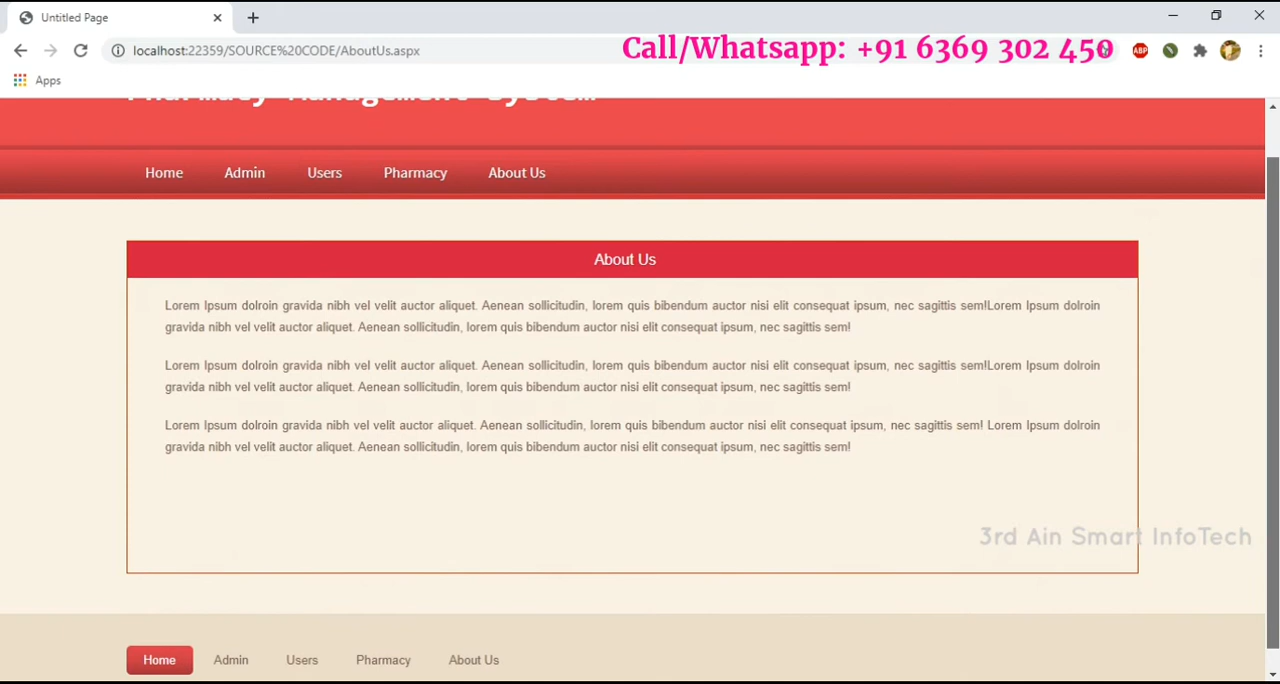 Untitled Page
localhost:22359/SOURCE%20CODE/AboutUs.aspx
Call/Whatsapp: +91 6369 302 450
ABP
Apps
Pharmacy Management System
Home Admin Users Pharmacy About Us
About Us
Lorem Ipsum dolroin gravida nibh vel velit auctor aliquet. Aenean sollicitudin, lorem quis bibendum auctor nisi elit consequat ipsum, nec sagittis sem!Lorem Ipsum dolroin
gravida nibh vel velit auctor aliquet. Aenean sollicitudin, lorem quis bibendum auctor nisi elit consequat ipsum, nec sagittis sem!
Lorem Ipsum dolroin gravida nibh vel velit auctor aliquet. Aenean sollicitudin, lorem quis bibendum auctor nisi elit consequat ipsum, nec sagittis sem!Lorem Ipsum dolroin
gravida nibh vel velit auctor aliquet. Aenean sollicitudin, lorem quis bibendum auctor nisi elit consequat ipsum, nec sagittis sem!
Lorem Ipsum dolroin gravida nibh vel velit auctor aliquet. Aenean sollicitudin, lorem quis bibendum auctor nisi elit consequat ipsum, nec sagittis sem! Lorem Ipsum dolroin
gravida nibh vel velit auctor aliquet. Aenean sollicitudin, lorem quis bibendum auctor nisi elit consequat ipsum, nec sagittis sem!
3rd Ain Smart InfoTech
Home Admin Users Pharmacy About Us